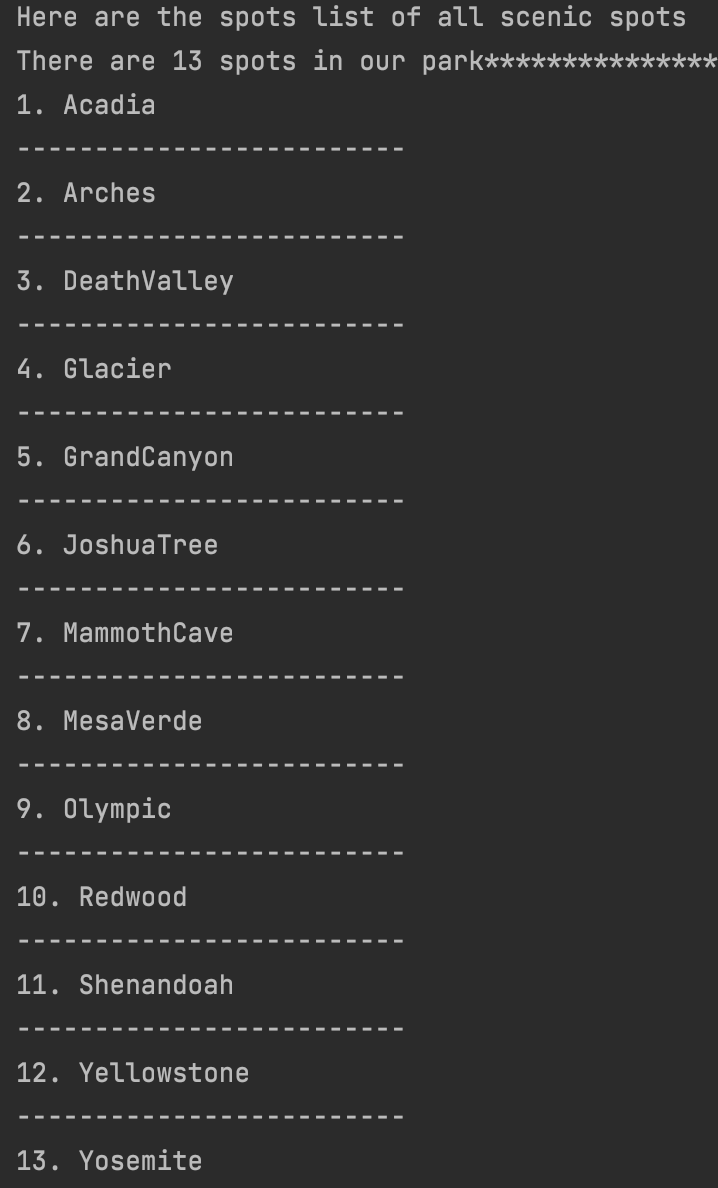 Here are the spots list of all scenic spots
There are 13 spots in our park***************
1. Acadia
-------------------------
2. Arches
-------------------------
3. DeathValley
-------------------------
4. Glacier
-------------------------
5. GrandCanyon
-------------------------
6. JoshuaTree
-------------------------
7. MammothCave
-------------------------
8. MesaVerde
-------------------------
9. Olympic
-------------------------
10. Redwood
-------------------------
11. Shenandoah
-------------------------
12. Yellowstone
-------------------------
13. Yosemite